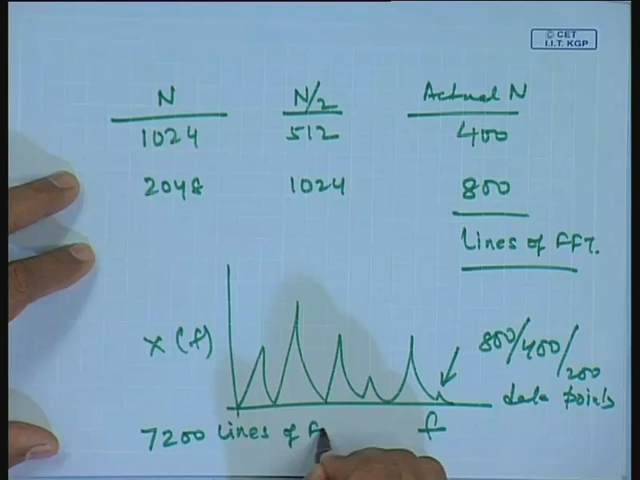 © CET
I.I.T. KGP
N N/2 Actual N
1024 512 400
2048 1024 800
Lines of FFT.
X(f)
800/400/200
data points
f
7200 Lines of F